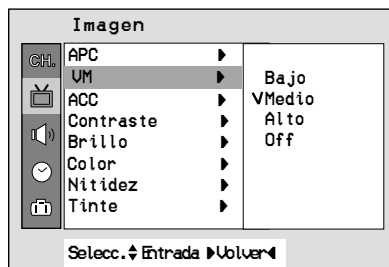 Imagen
CH.
APC ▶
VM ▶
ACC ▶
Contraste ▶
Brillo ▶
Color ▶
Nitidez ▶
Tinte ▶
Bajo
VMedio
Alto
Off
Selecc.♦Entrada ▶Volver◀